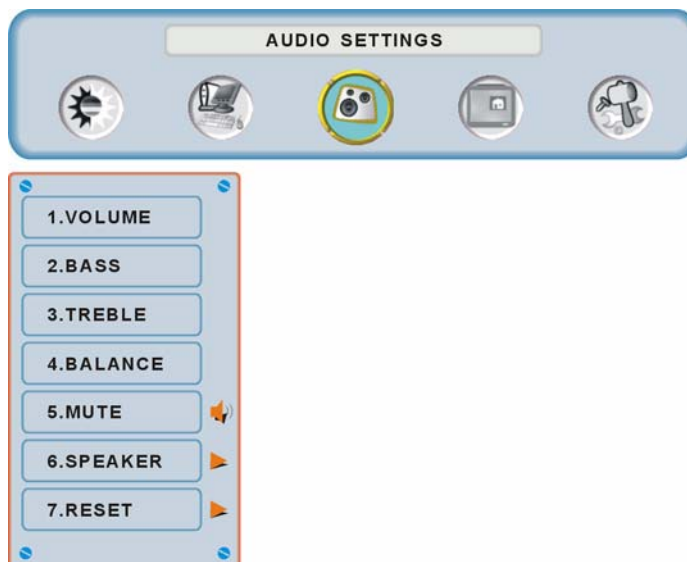 AUDIO SETTINGS
1.VOLUME
2.BASS
3.TREBLE
4.BALANCE
5.MUTE
6.SPEAKER
7.RESET